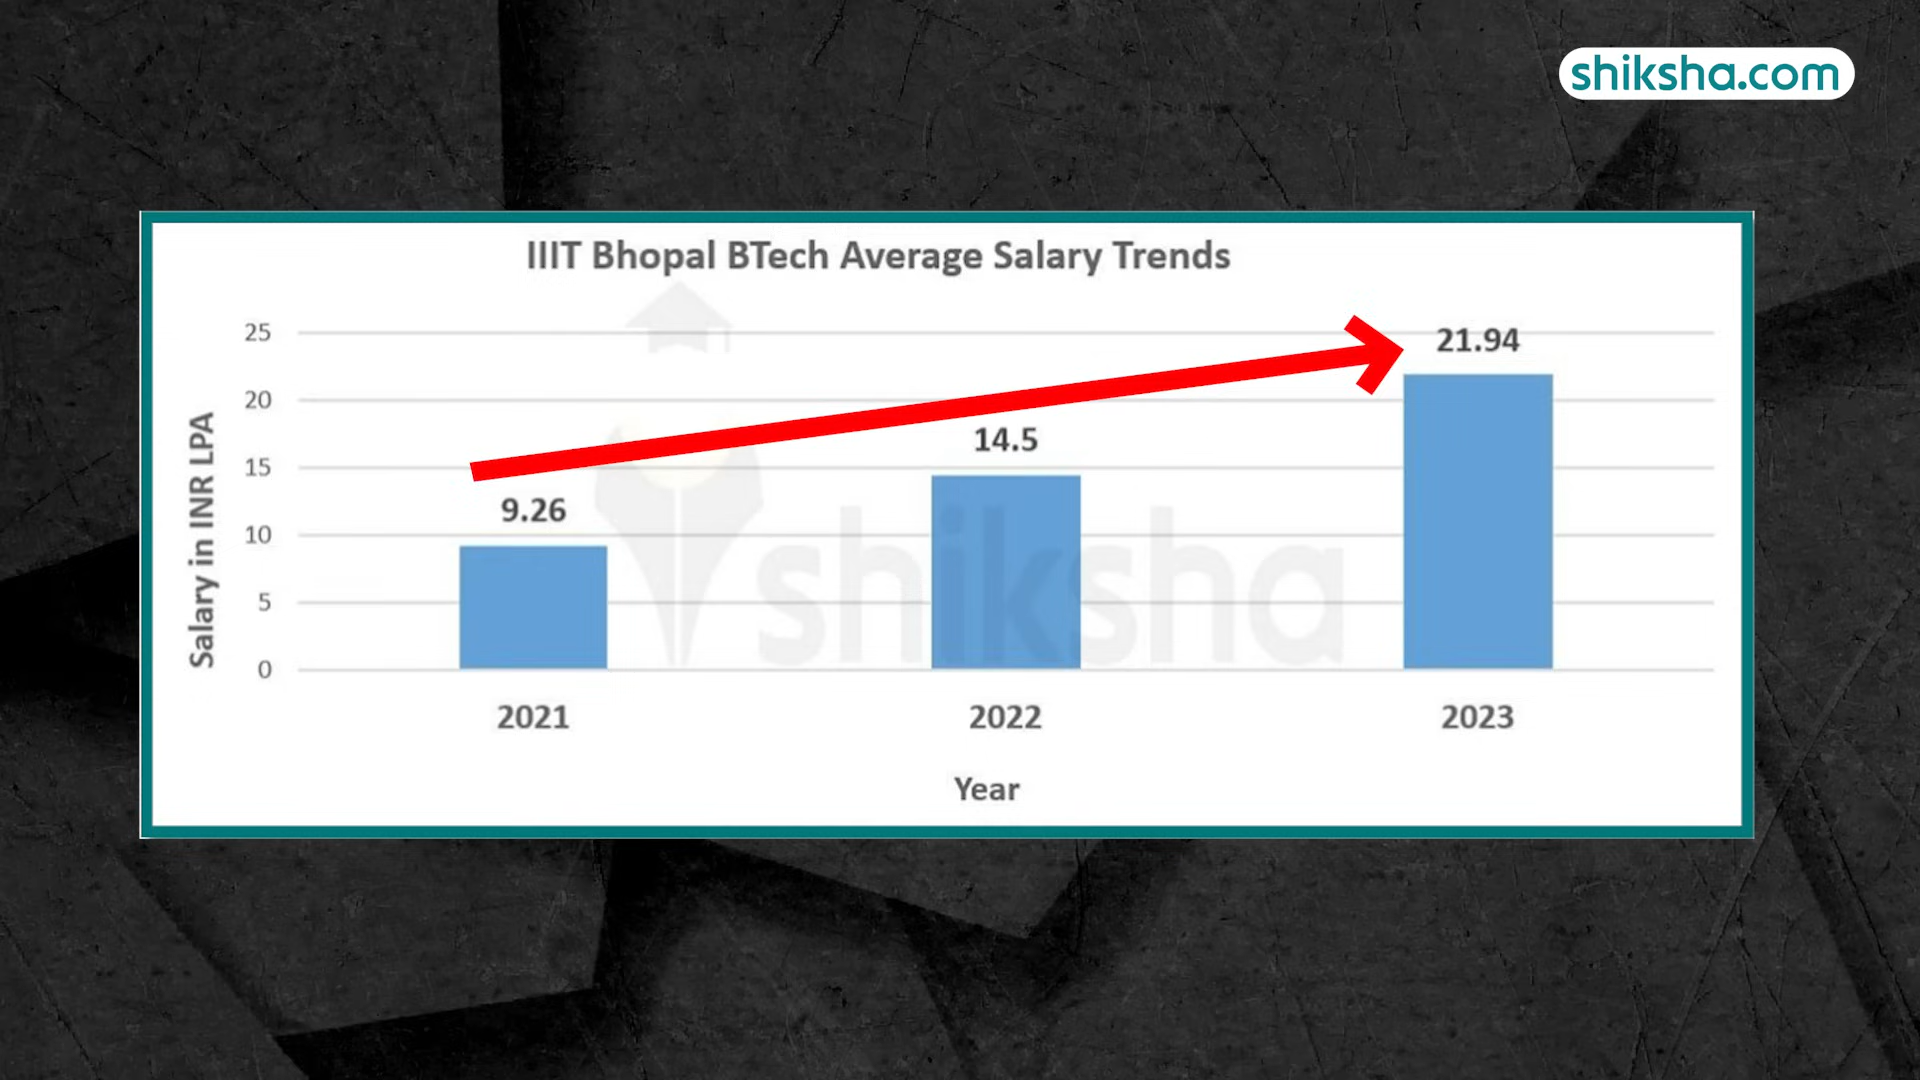 shiksha.com
IIIT Bhopal BTech Average Salary Trends
Salary in INR LPA
25
20
15
10
5
0
9.26
14.5
21.94
shiksha
2021
2022
2023
Year